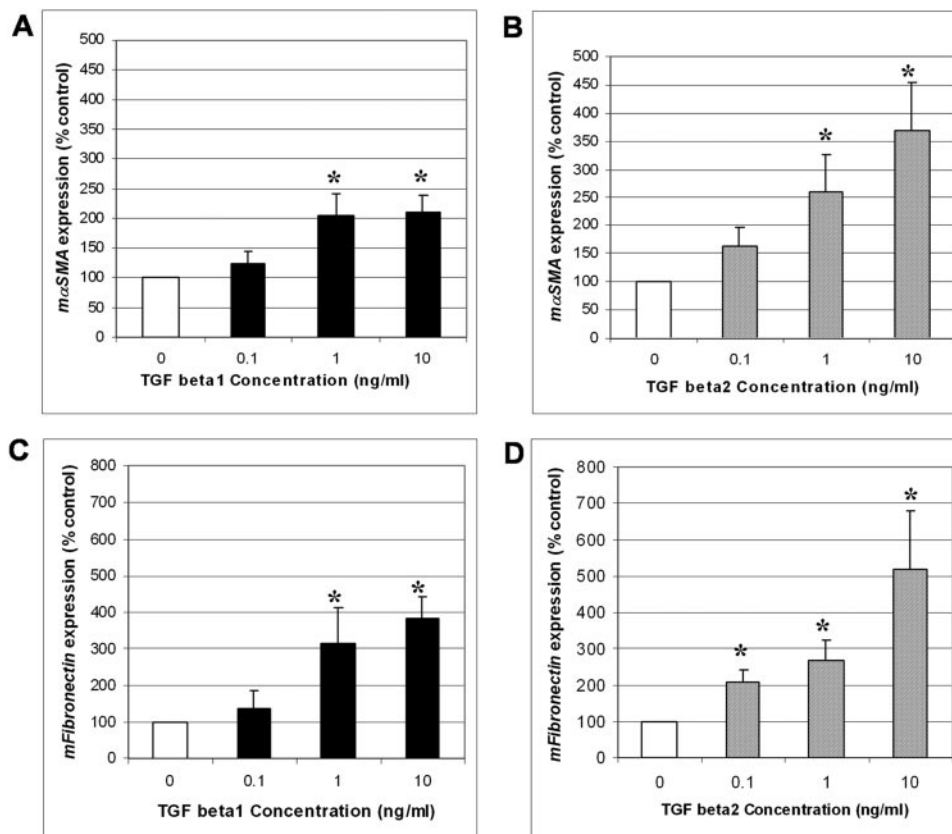 A
mαSMA expression (% control)
500
450
400
350
300
250
200
150
100
50
0
* *
0 0.1 1 10
TGF beta1 Concentration (ng/ml)
B
mαSMA expression (% control)
500
450
400
350
300
250
200
150
100
50
0
* *
0 0.1 1 10
TGF beta2 Concentration (ng/ml)
C
mFibronectin expression (% control)
800
700
600
500
400
300
200
100
0
* *
0 0.1 1 10
TGF beta1 Concentration (ng/ml)
D
mFibronectin expression (% control)
800
700
600
500
400
300
200
100
0
* * *
0 0.1 1 10
TGF beta2 Concentration (ng/ml)